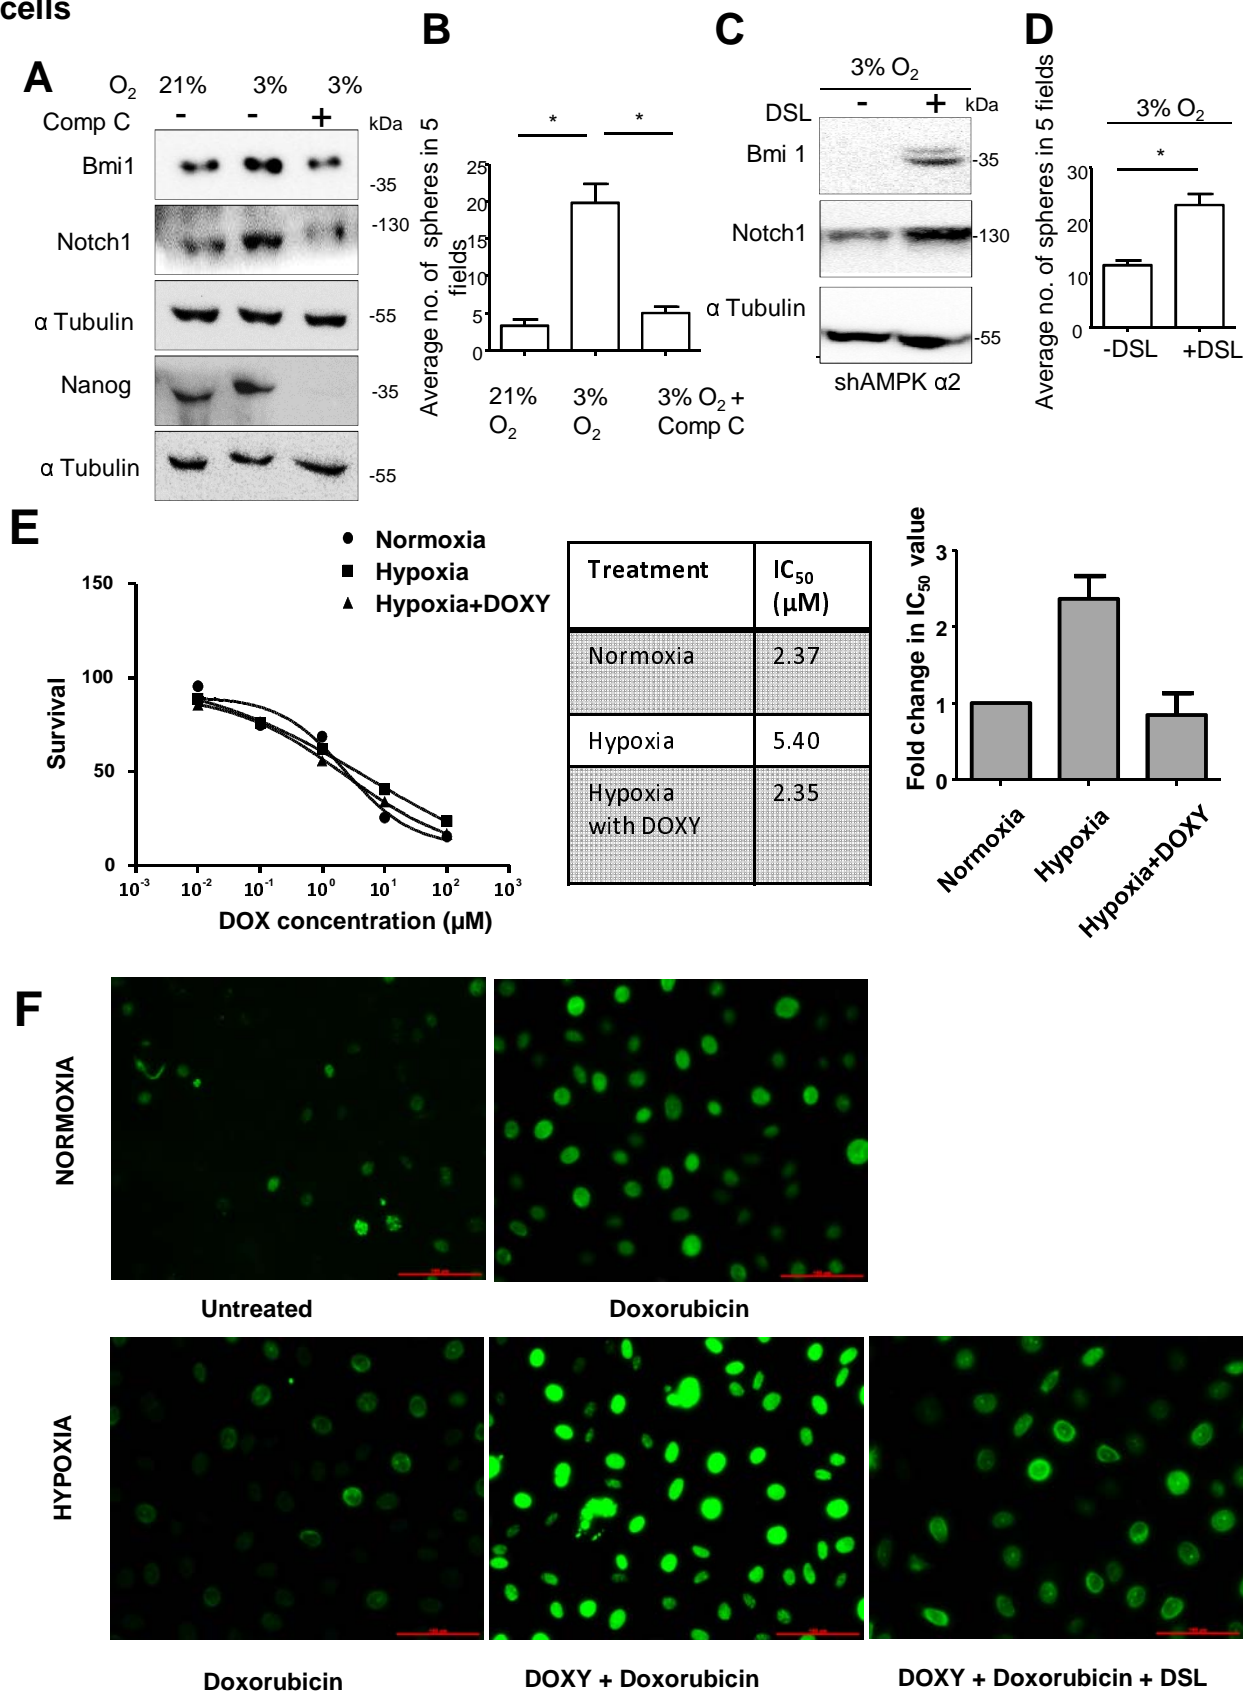 cells
A
O2 21% 3% 3%
Comp C - - +
kDa
Bmi1
-35
Notch1
-130
α Tubulin
-55
Nanog
-35
α Tubulin
-55
B
* *
Average no. of spheres in 5
fields
25
20
15
10
5
0
21%
O2
3%
O2
3% O2 +
Comp C
C
3% O2
DSL - + kDa
Bmi 1
-35
Notch1
-130
α Tubulin
-55
shAMPK α2
D
3% O2
*
Average no. of spheres in 5 fields
30
20
10
0
-DSL +DSL
E
Normoxia
Hypoxia
Hypoxia+DOXY
Survival
150
100
50
0
10-3 10-2 10-1 100 101 102 103
DOX concentration (µM)
Treatment IC50
(µM)
Normoxia 2.37
Hypoxia 5.40
Hypoxia 2.35
with DOXY
Fold change in IC50 value
3
2
1
0
Normoxia
Hypoxia
Hypoxia+DOXY
F
NORMOXIA
Untreated Doxorubicin
HYPOXIA
Doxorubicin DOXY + Doxorubicin DOXY + Doxorubicin + DSL